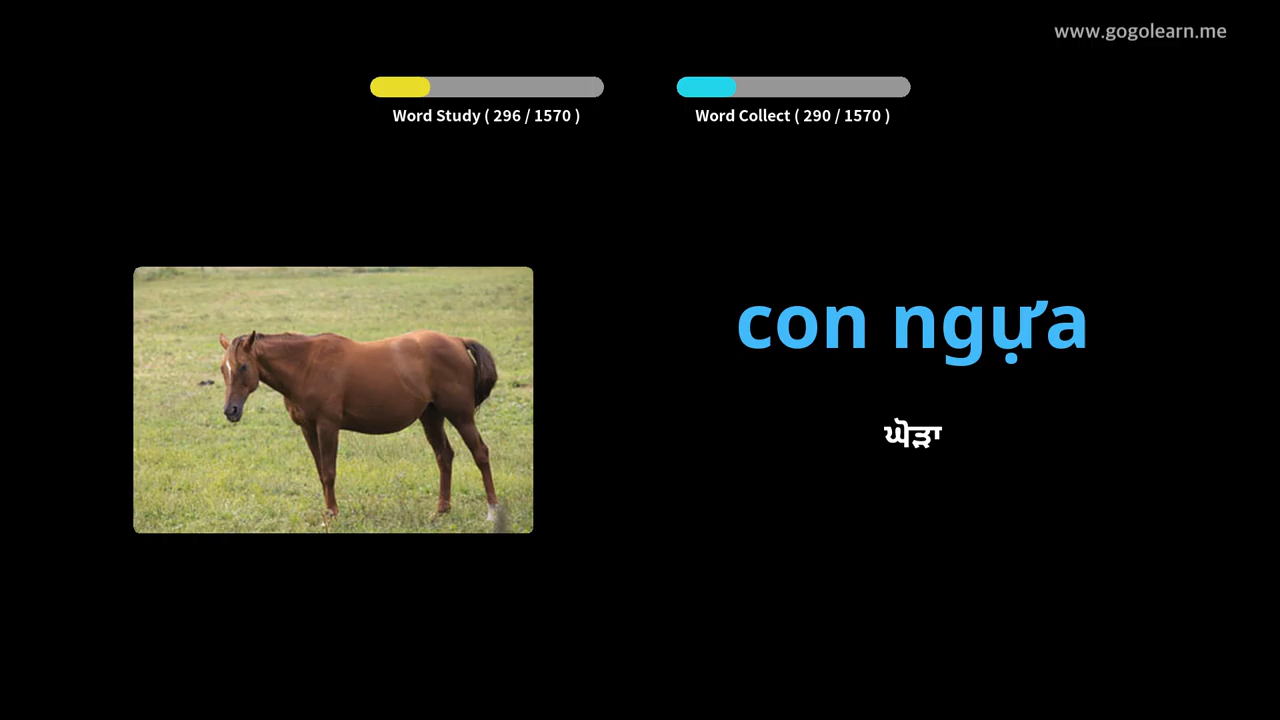 www.gogolearn.me
Word Study ( 296 / 1570 )
Word Collect ( 290 / 1570 )
con ngựa
ਘੋੜਾ